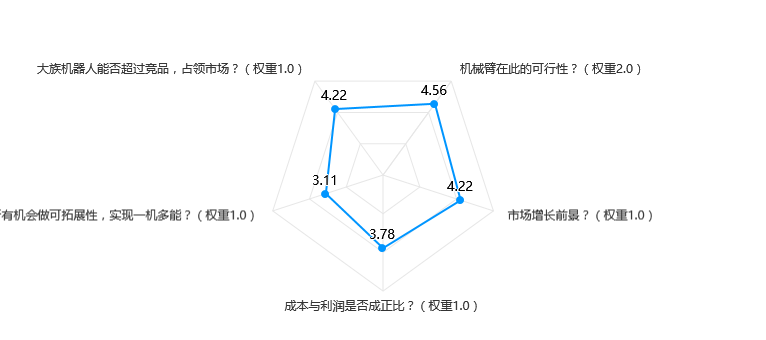 大族机器人能否超过竞品，占领市场？（权重1.0）
机械臂在此的可行性？（权重2.0）
4.22
4.56
3.11
4.22
有机会做可拓展性，实现一机多能？（权重1.0）
市场增长前景？（权重1.0）
3.78
成本与利润是否成正比？（权重1.0）